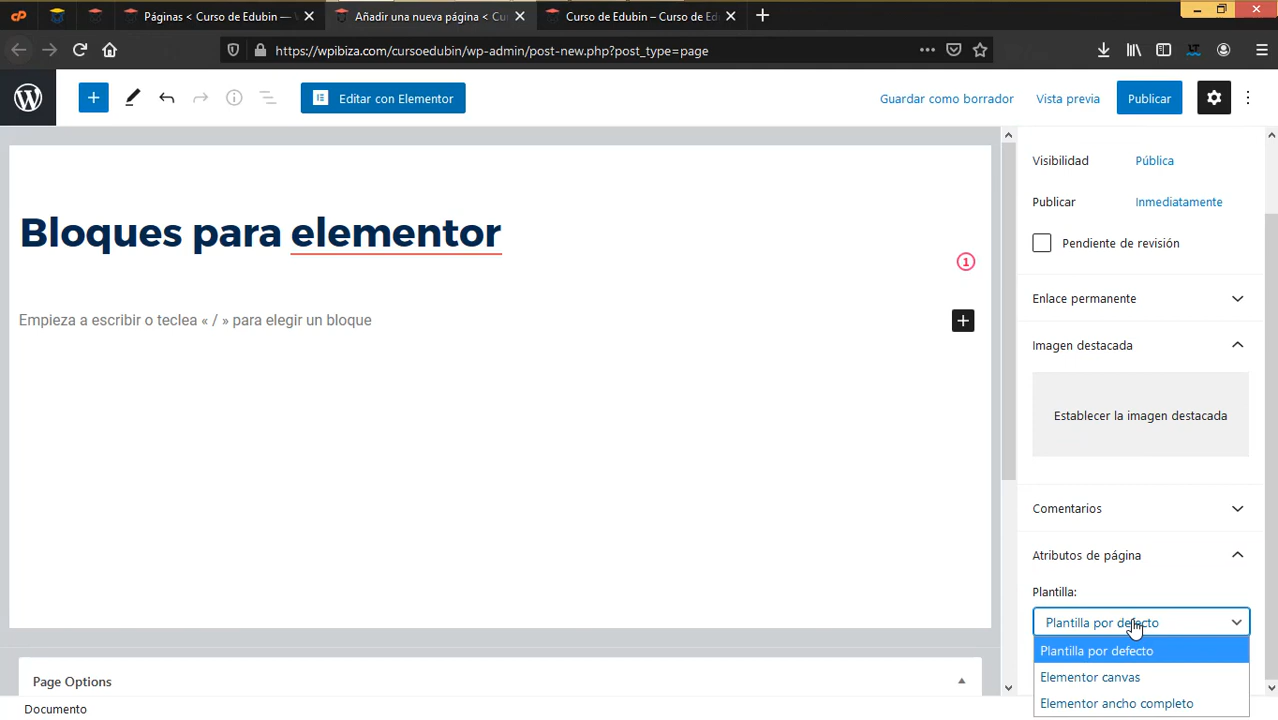 Páginas < Curso de Edubin — W
Añadir una nueva página < Cu
Curso de Edubin – Curso de Ed
https://wpibiza.com/cursoedubin/wp-admin/post-new.php?post_type=page
Editar con Elementor
Guardar como borrador
Vista previa
Publicar
Bloques para elementor
1
Empieza a escribir o teclea « / » para elegir un bloque
Page Options
Documento
Visibilidad
Pública
Publicar
Inmediatamente
Pendiente de revisión
Enlace permanente
Imagen destacada
Establecer la imagen destacada
Comentarios
Atributos de página
Plantilla:
Plantilla por defecto
Plantilla por defecto
Elementor canvas
Elementor ancho completo